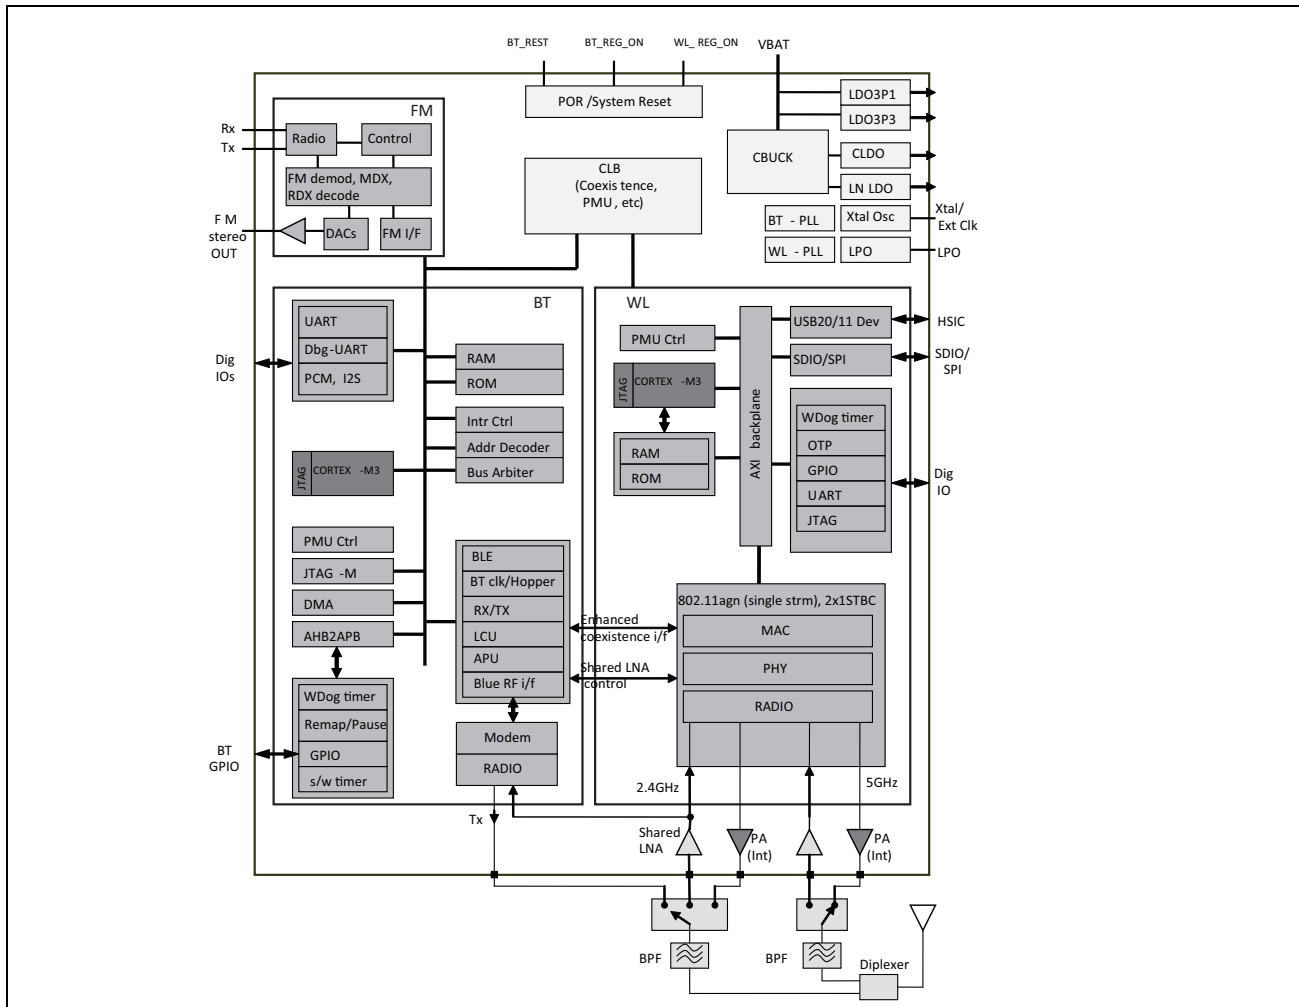 BT_REST
BT_REG_ON
WL_ REG_ON
VBAT
POR /System Reset
LDO3P1
LDO3P3
CBUCK
CLDO
LN LDO
BT - PLL
Xtal Osc
Xtal/
Ext Clk
WL - PLL
LPO
LPO
FM
Rx
Tx
Radio
Control
FM demod, MDX,
RDX decode
F M
stereo
OUT
DACs
FM I/F
CLB
(Coexis tence,
PMU , etc)
BT
UART
Dbg-UART
PCM, I2S
Dig
IOs
RAM
ROM
Intr Ctrl
Addr Decoder
Bus Arbiter
JTAG
CORTEX -M3
PMU Ctrl
JTAG -M
DMA
AHB2APB
WDog timer
Remap/Pause
GPIO
s/w timer
BT
GPIO
BLE
BT clk/Hopper
RX/TX
LCU
APU
Blue RF i/f
Modem
RADIO
Tx
Enhanced
coexistence i/f
Shared LNA
control
WL
PMU Ctrl
JTAG
CORTEX -M3
RAM
ROM
AXI backplane
USB20/11 Dev
HSIC
SDIO/SPI
SDIO/
SPI
WDog timer
OTP
GPIO
UART
JTAG
Dig
IO
802.11agn (single strm), 2x1STBC
MAC
PHY
RADIO
2.4GHz
5GHz
Shared
LNA
PA
(Int)
PA
(Int)
BPF
BPF
Diplexer